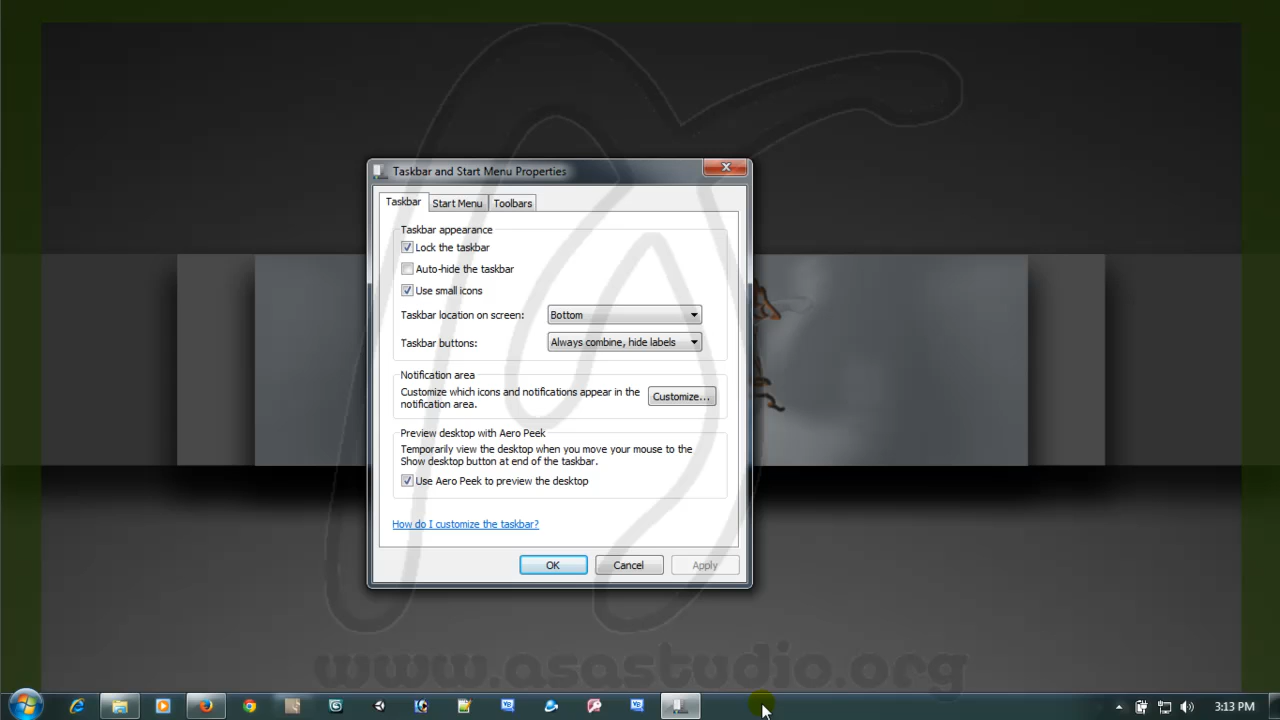 Taskbar and Start Menu Properties
Taskbar
Start Menu
Toolbars
Taskbar appearance
Lock the taskbar
Auto-hide the taskbar
Use small icons
Taskbar location on screen: Bottom
Taskbar buttons: Always combine, hide labels
Notification area
Customize which icons and notifications appear in the
notification area.
Customize...
Preview desktop with Aero Peek
Temporarily view the desktop when you move your mouse to the
Show desktop button at end of the taskbar.
Use Aero Peek to preview the desktop
How do I customize the taskbar?
OK
Cancel
Apply
www.asastudio.org
3:13 PM